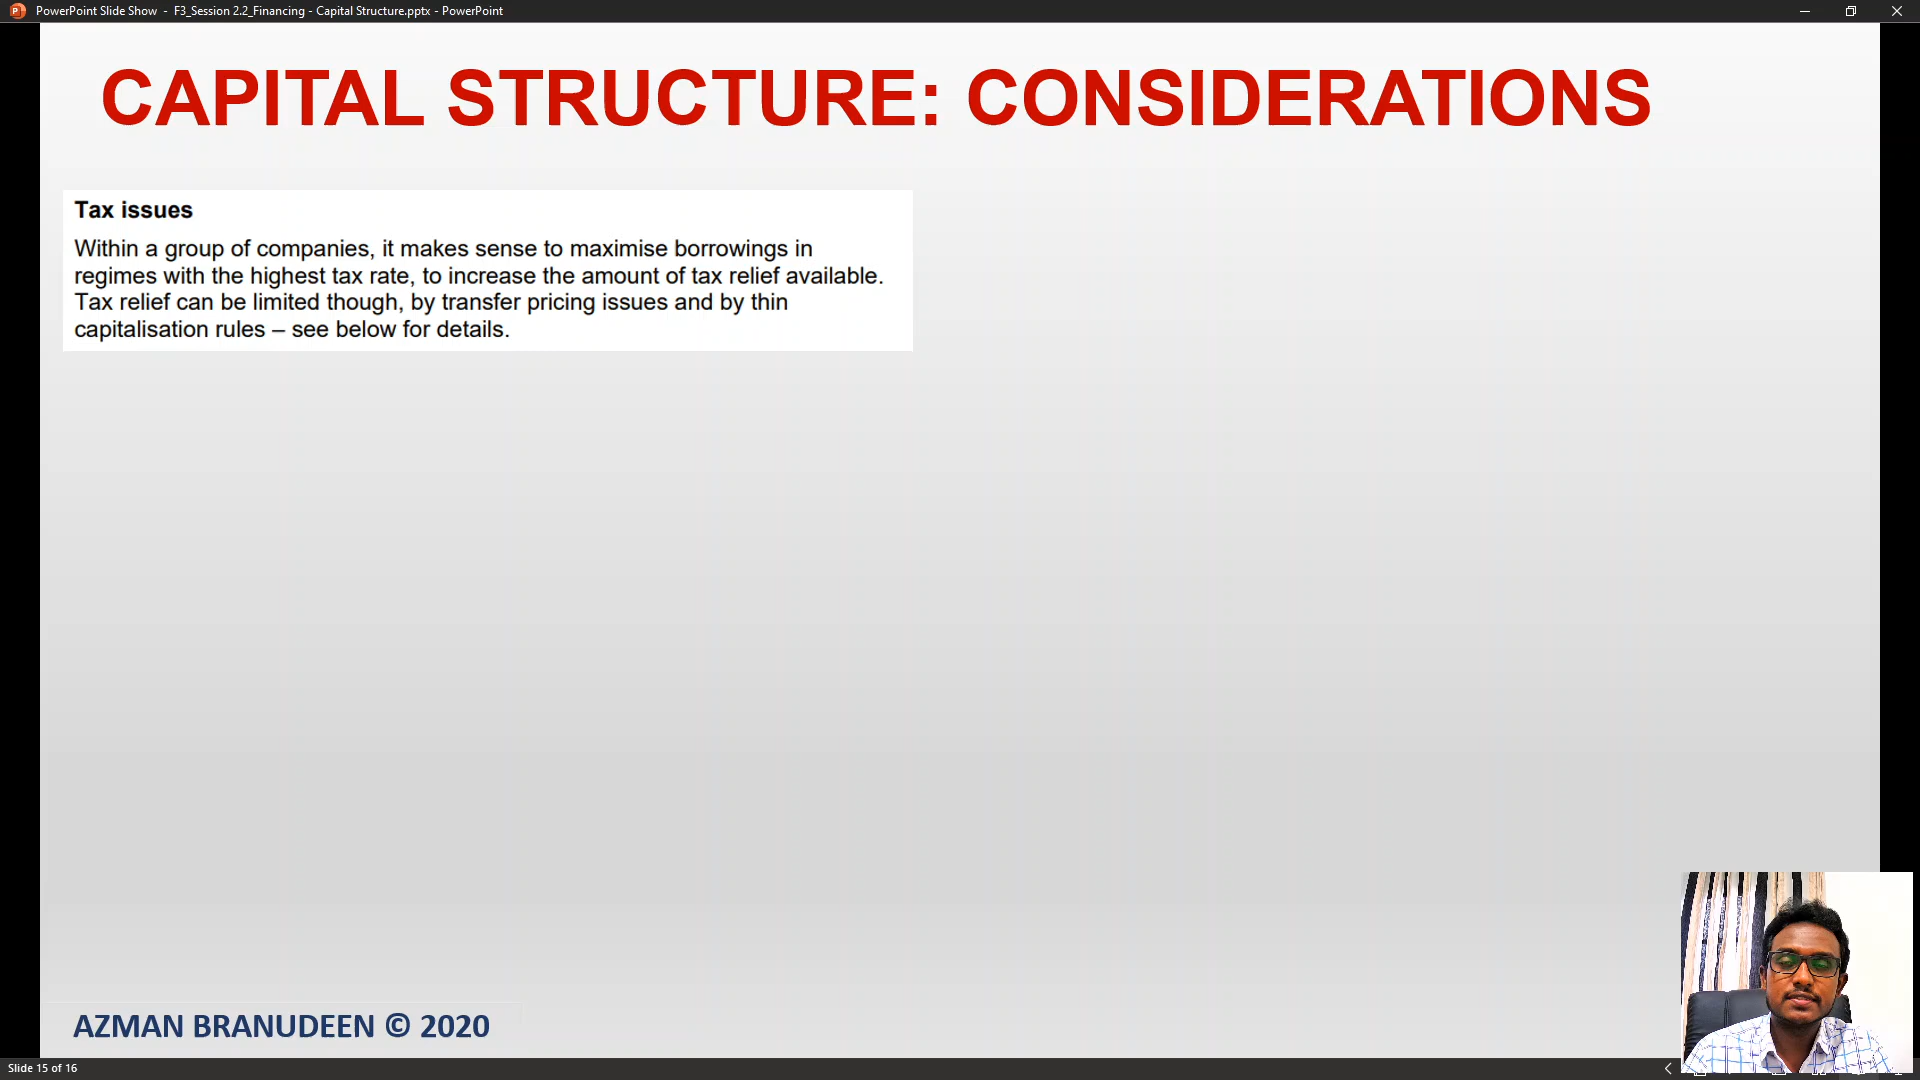 PowerPoint Slide Show - F3_Session 2.2_Financing - Capital Structure.pptx - PowerPoint
CAPITAL STRUCTURE: CONSIDERATIONS
Tax issues
Within a group of companies, it makes sense to maximise borrowings in
regimes with the highest tax rate, to increase the amount of tax relief available.
Tax relief can be limited though, by transfer pricing issues and by thin
capitalisation rules – see below for details.
AZMAN BRANUDEEN © 2020
Slide 15 of 16